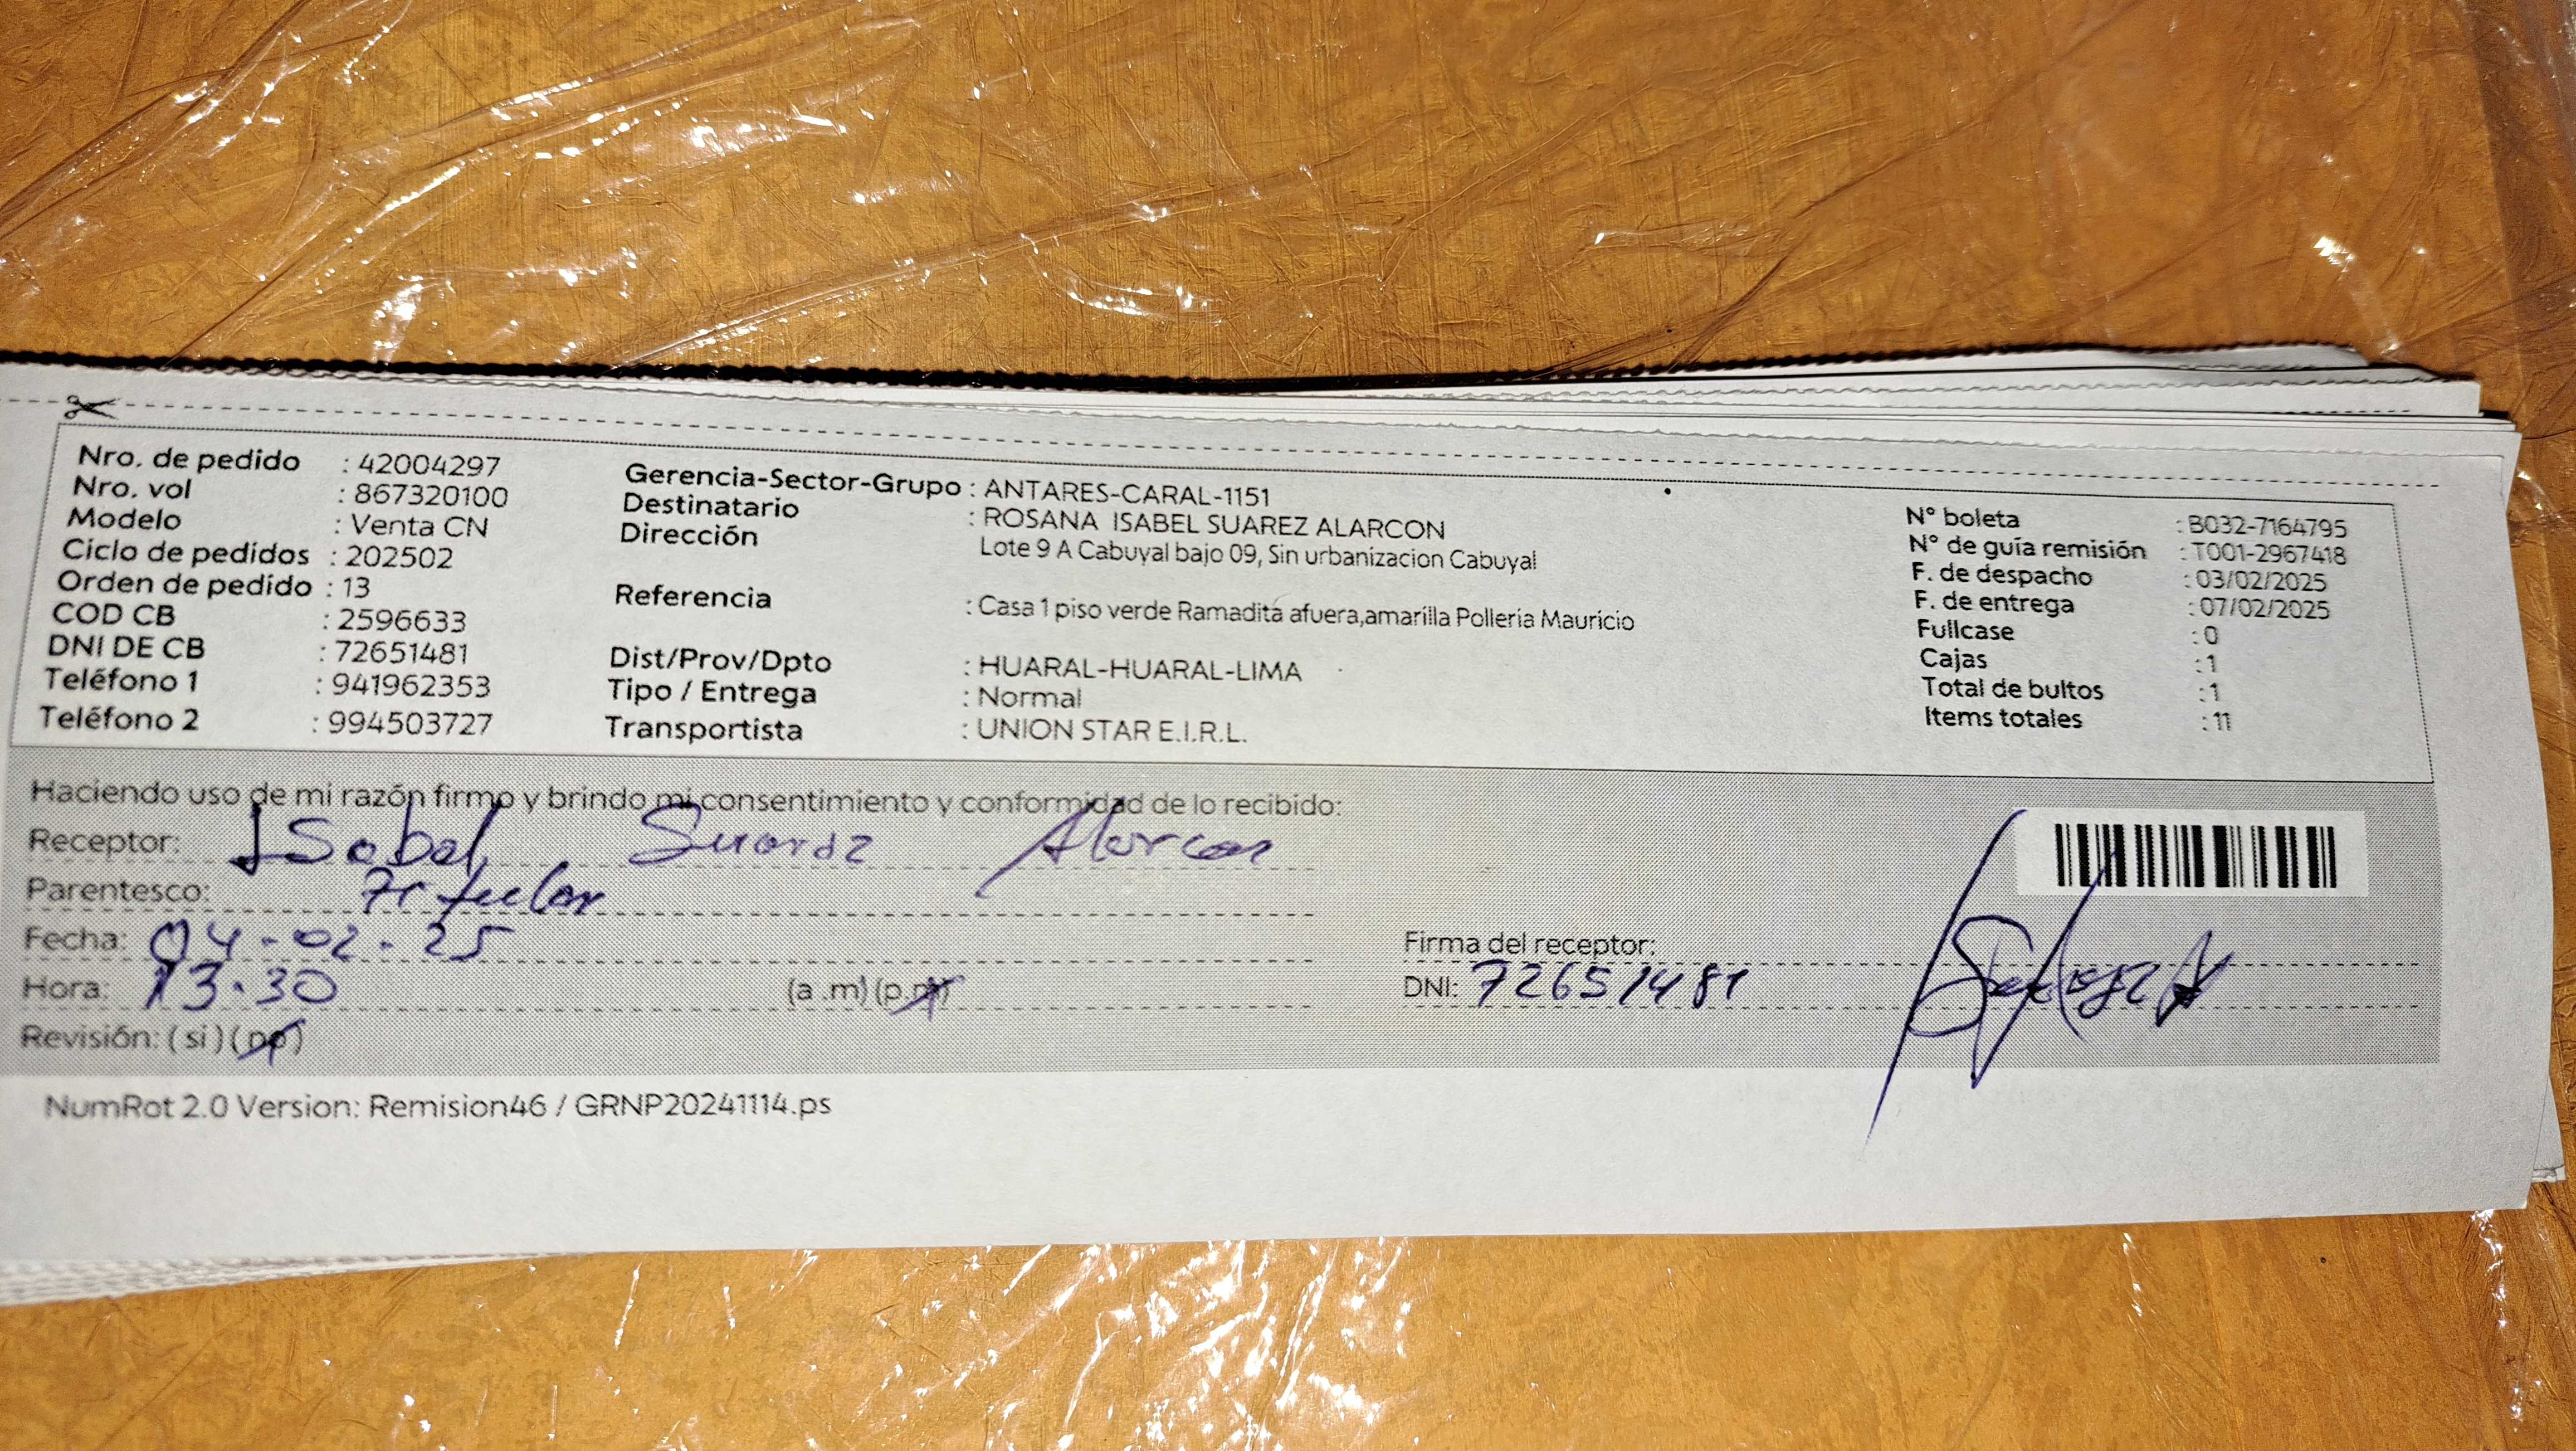 Nro. de pedido : 42004297
Nro. vol : 867320100
Modelo : Venta CN
Ciclo de pedidos : 202502
Orden de pedido : 13
COD CB : 2596633
DNI DE CB : 72651481
Teléfono 1 : 941962353
Teléfono 2 : 994503727
Gerencia-Sector-Grupo : ANTARES-CARAL-1151
Destinatario : ROSANA ISABEL SUAREZ ALARCON
Dirección Lote 9 A Cabuyal bajo 09, Sin urbanizacion Cabuyal
Referencia : Casa 1 piso verde Ramadita afuera,amarilla Polleria Mauricio
Dist/Prov/Dpto : HUARAL-HUARAL-LIMA
Tipo / Entrega : Normal
Transportista : UNION STAR E.I.R.L.
N° boleta : B032-7164795
N° de guía remisión : T001-2967418
F. de despacho : 03/02/2025
F. de entrega : 07/02/2025
Fullcase : 0
Cajas : 1
Total de bultos : 1
Items totales : 11
Haciendo uso de mi razón firmo y brindo mi consentimiento y conformidad de lo recibido:
Receptor: Isabel Suarez Alarcon
Parentesco: Titular
Fecha: 04-02-25
Hora: 13.30 (a.m) (p.m)
Revisión: (si) (no)
Firma del receptor:
DNI: 72651481
NumRot 2.0 Version: Remision46 / GRNP20241114.ps